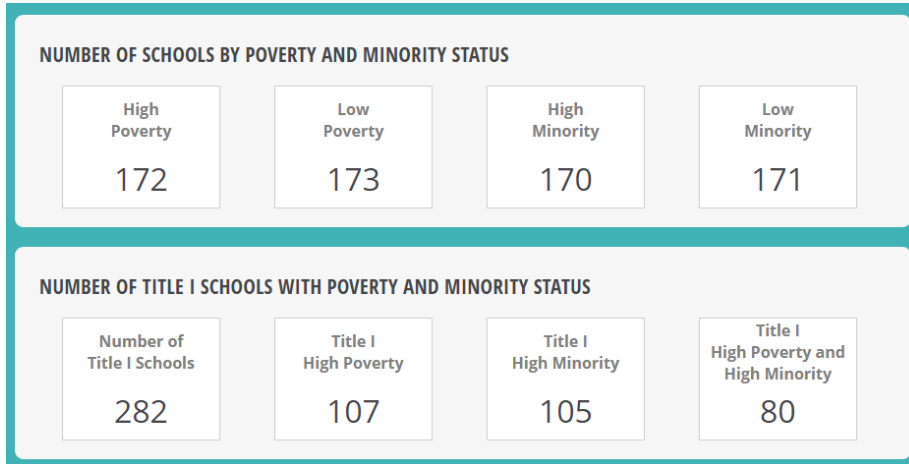 NUMBER OF SCHOOLS BY POVERTY AND MINORITY STATUS
High
Poverty
172
Low
Poverty
173
High
Minority
170
Low
Minority
171
NUMBER OF TITLE I SCHOOLS WITH POVERTY AND MINORITY STATUS
Number of
Title I Schools
282
Title I
High Poverty
107
Title I
High Minority
105
Title I
High Poverty and
High Minority
80